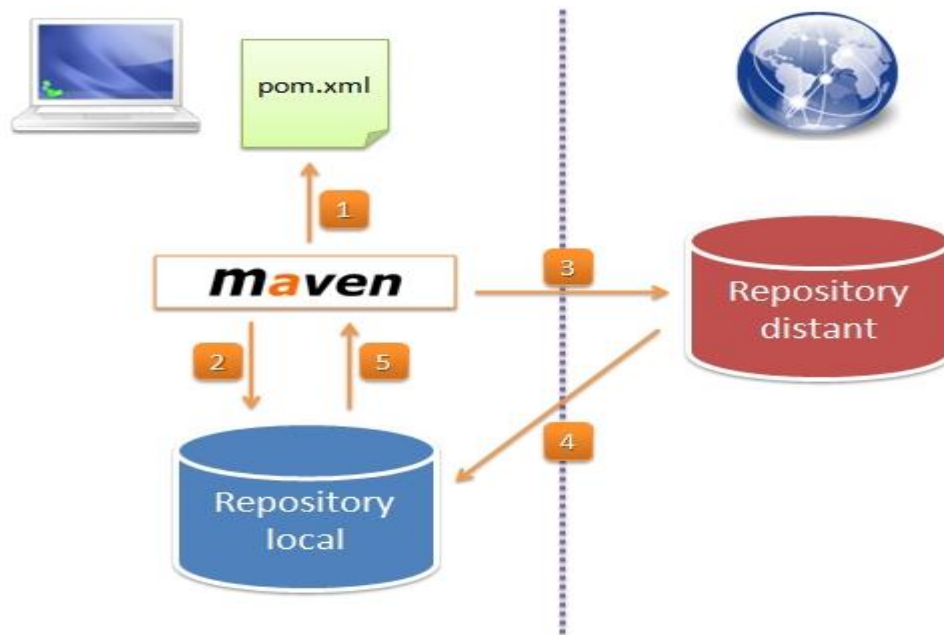 pom.xml
1
maven
3
Repository
distant
2
5
4
Repository
local